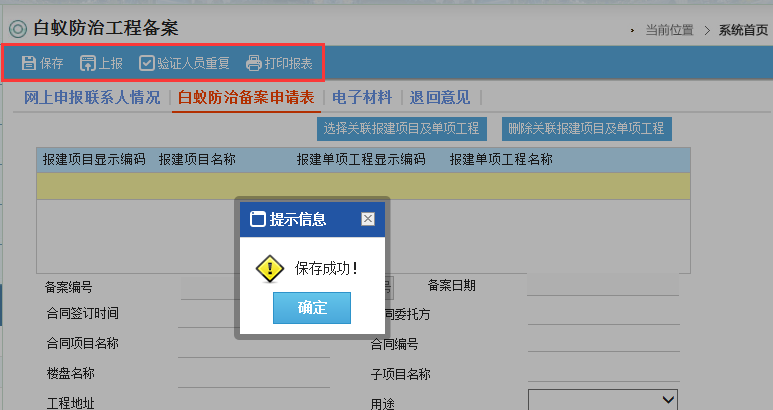 白蚁防治工程备案
当前位置 > 系统首页
保存 上报 验证人员重复 打印报表
网上申报联系人情况 白蚁防治备案申请表 电子材料 退回意见
选择关联报建项目及单项工程 删除关联报建项目及单项工程
报建项目显示编码 报建项目名称 报建单项工程显示编码 报建单项工程名称
提示信息
保存成功!
确定
备案编号 号 备案日期
合同签订时间 同委托方
合同项目名称 合同编号
楼盘名称 子项目名称
工程地址 用途